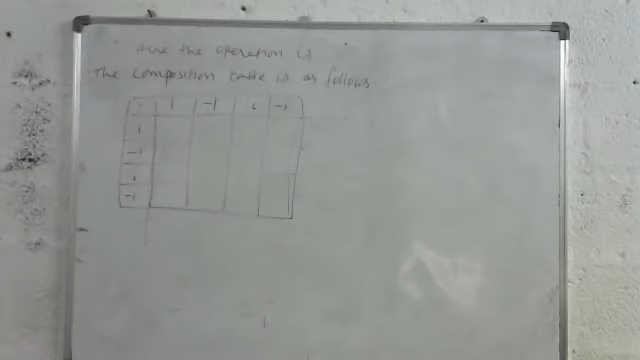 Here the operation is
The composition table is as follows
· 1 -1 i -i
1
-1
i
-i